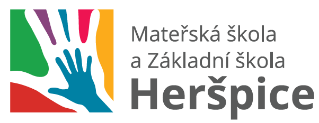 Mateřská škola
a Základní škola
Heršpice